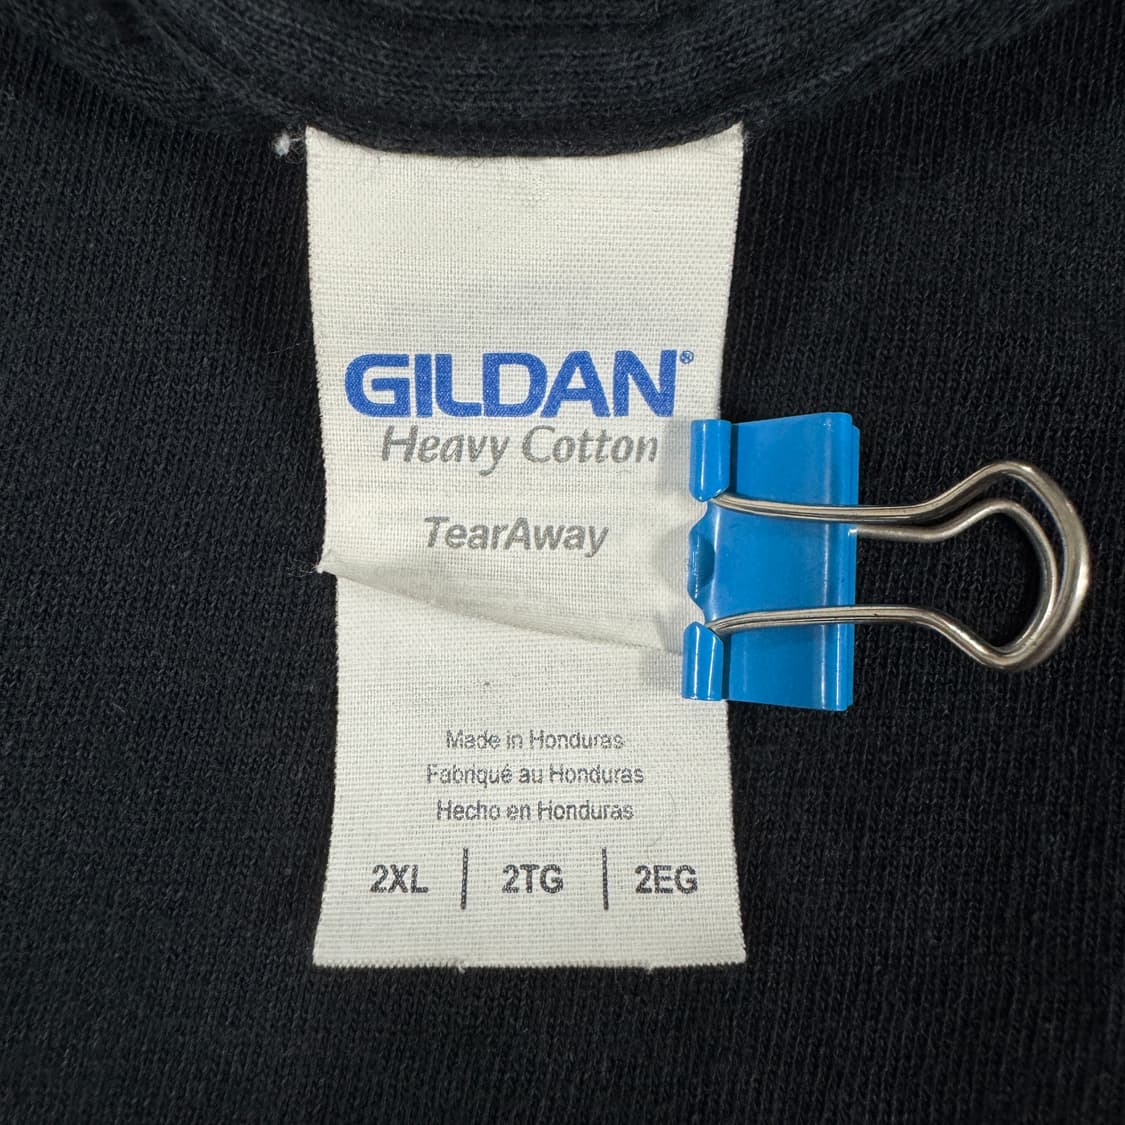 GILDAN®
Heavy Cotton
TearAway
Made in Honduras
Fabriqué au Honduras
Hecho en Honduras
2XL | 2TG | 2EG